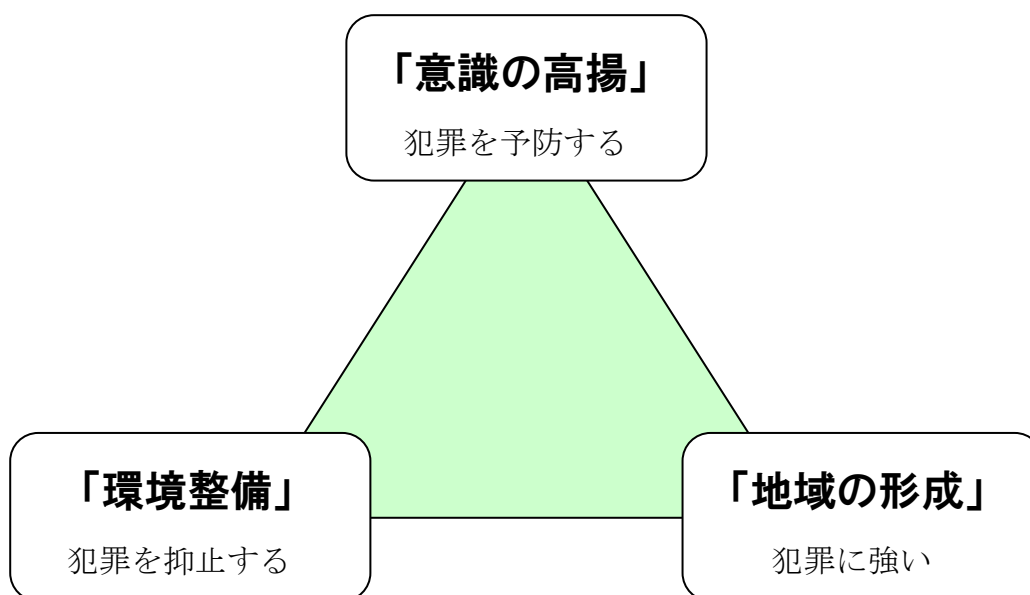 「意識の高揚」
犯罪を予防する
「環境整備」
犯罪を抑止する
「地域の形成」
犯罪に強い